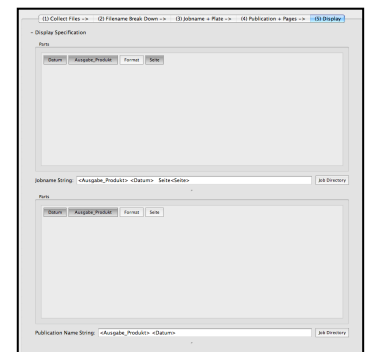 (1) Collect Files -> (2) Filename Break Down -> (3) Jobname + Plate -> (4) Publication + Pages -> (5) Display
Display Specification
Parts
Datum Ausgabe_Produkt Format Seite
Jobname String: <Ausgabe_Produkt> <Datum> Seite<Seite> Job Directory
Parts
Datum Ausgabe_Produkt Format Seite
Publication Name String: <Ausgabe_Produkt> <Datum> Job Directory